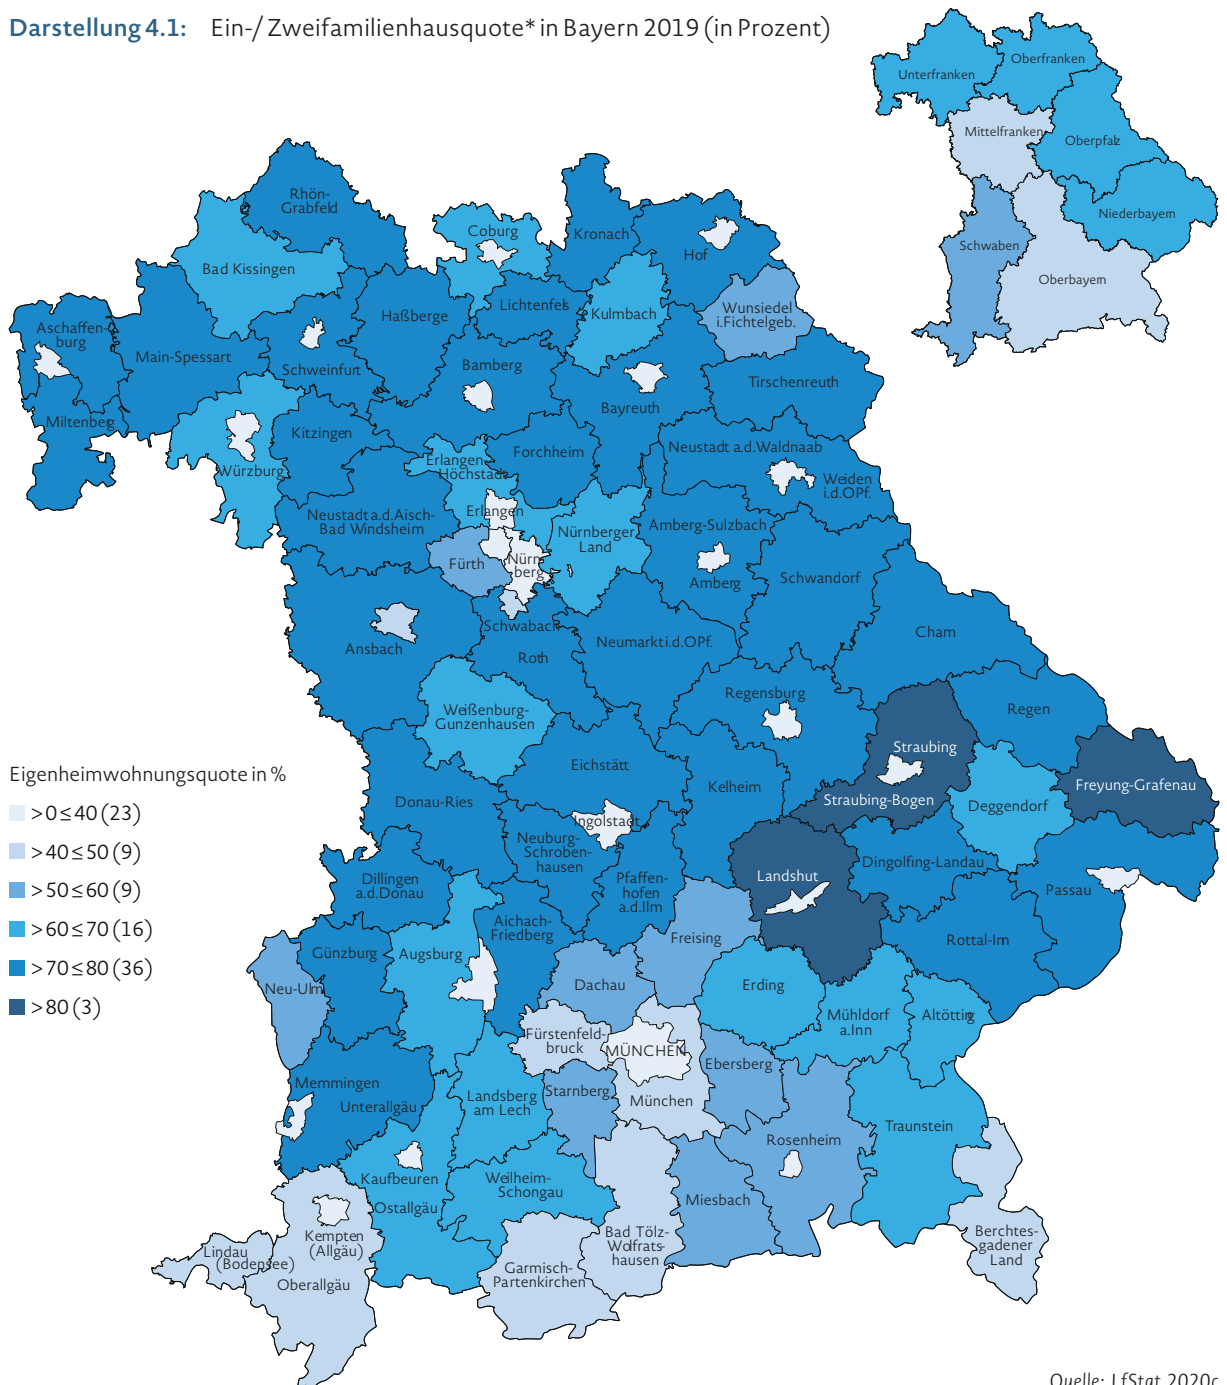 Darstellung 4.1: Ein-/ Zweifamilienhausquote* in Bayern 2019 (in Prozent)
Unterfranken
Oberfranken
Mittelfranken
Oberpfalz
Niederbayern
Schwaben
Oberbayern
Rhön-
Grabfeld
Bad Kissingen
Coburg
Kronach
Hof
Lichtenfels
Kulmbach
Wunsiedel
i.Fichtelgeb.
Aschaffen-
burg
Main-Spessart
Schweinfurt
Haßberge
Bamberg
Bayreuth
Tirschenreuth
Miltenberg
Kitzingen
Würzburg
Erlangen-
Höchstadt
Forchheim
Neustadt a.d.Waldnaab
Weiden
i.d.OPf.
Neustadt a.d.Aisch-
Bad Windsheim
Erlangen
Nürnberger
Land
Amberg-Sulzbach
Amberg
Schwandorf
Fürth
Nürn-
berg
Schwabach
Roth
Ansbach
Neumarkt i.d.OPf.
Cham
Weißenburg-
Gunzenhausen
Regensburg
Regen
Eichstätt
Kelheim
Straubing
Straubing-Bogen
Deggendorf
Freyung-Grafenau
Eigenheimwohnungsquote in %
>0≤40 (23)
>40≤50 (9)
>50≤60 (9)
>60≤70 (16)
>70≤80 (36)
>80 (3)
Donau-Ries
Ingolstadt
Neuburg-
Schroben-
hausen
Dillingen
a.d.Donau
Pfaffen-
hofen
a.d.Ilm
Landshut
Dingolfing-Landau
Passau
Aichach-
Friedberg
Freising
Rottal-Inn
Günzburg
Augsburg
Neu-Ulm
Dachau
Erding
Mühldorf
a.Inn
Altötting
Fürstenfeld-
bruck
MÜNCHEN
Ebersberg
München
Memmingen
Unterallgäu
Landsberg
am Lech
Starnberg
Rosenheim
Traunstein
Kaufbeuren
Ostallgäu
Weilheim-
Schongau
Miesbach
Kempten
(Allgäu)
Lindau
(Bodensee)
Oberallgäu
Garmisch-
Partenkirchen
Bad Tölz-
Wolfrats-
hausen
Berchtes-
gadener
Land
Quelle: LfStat 2020c